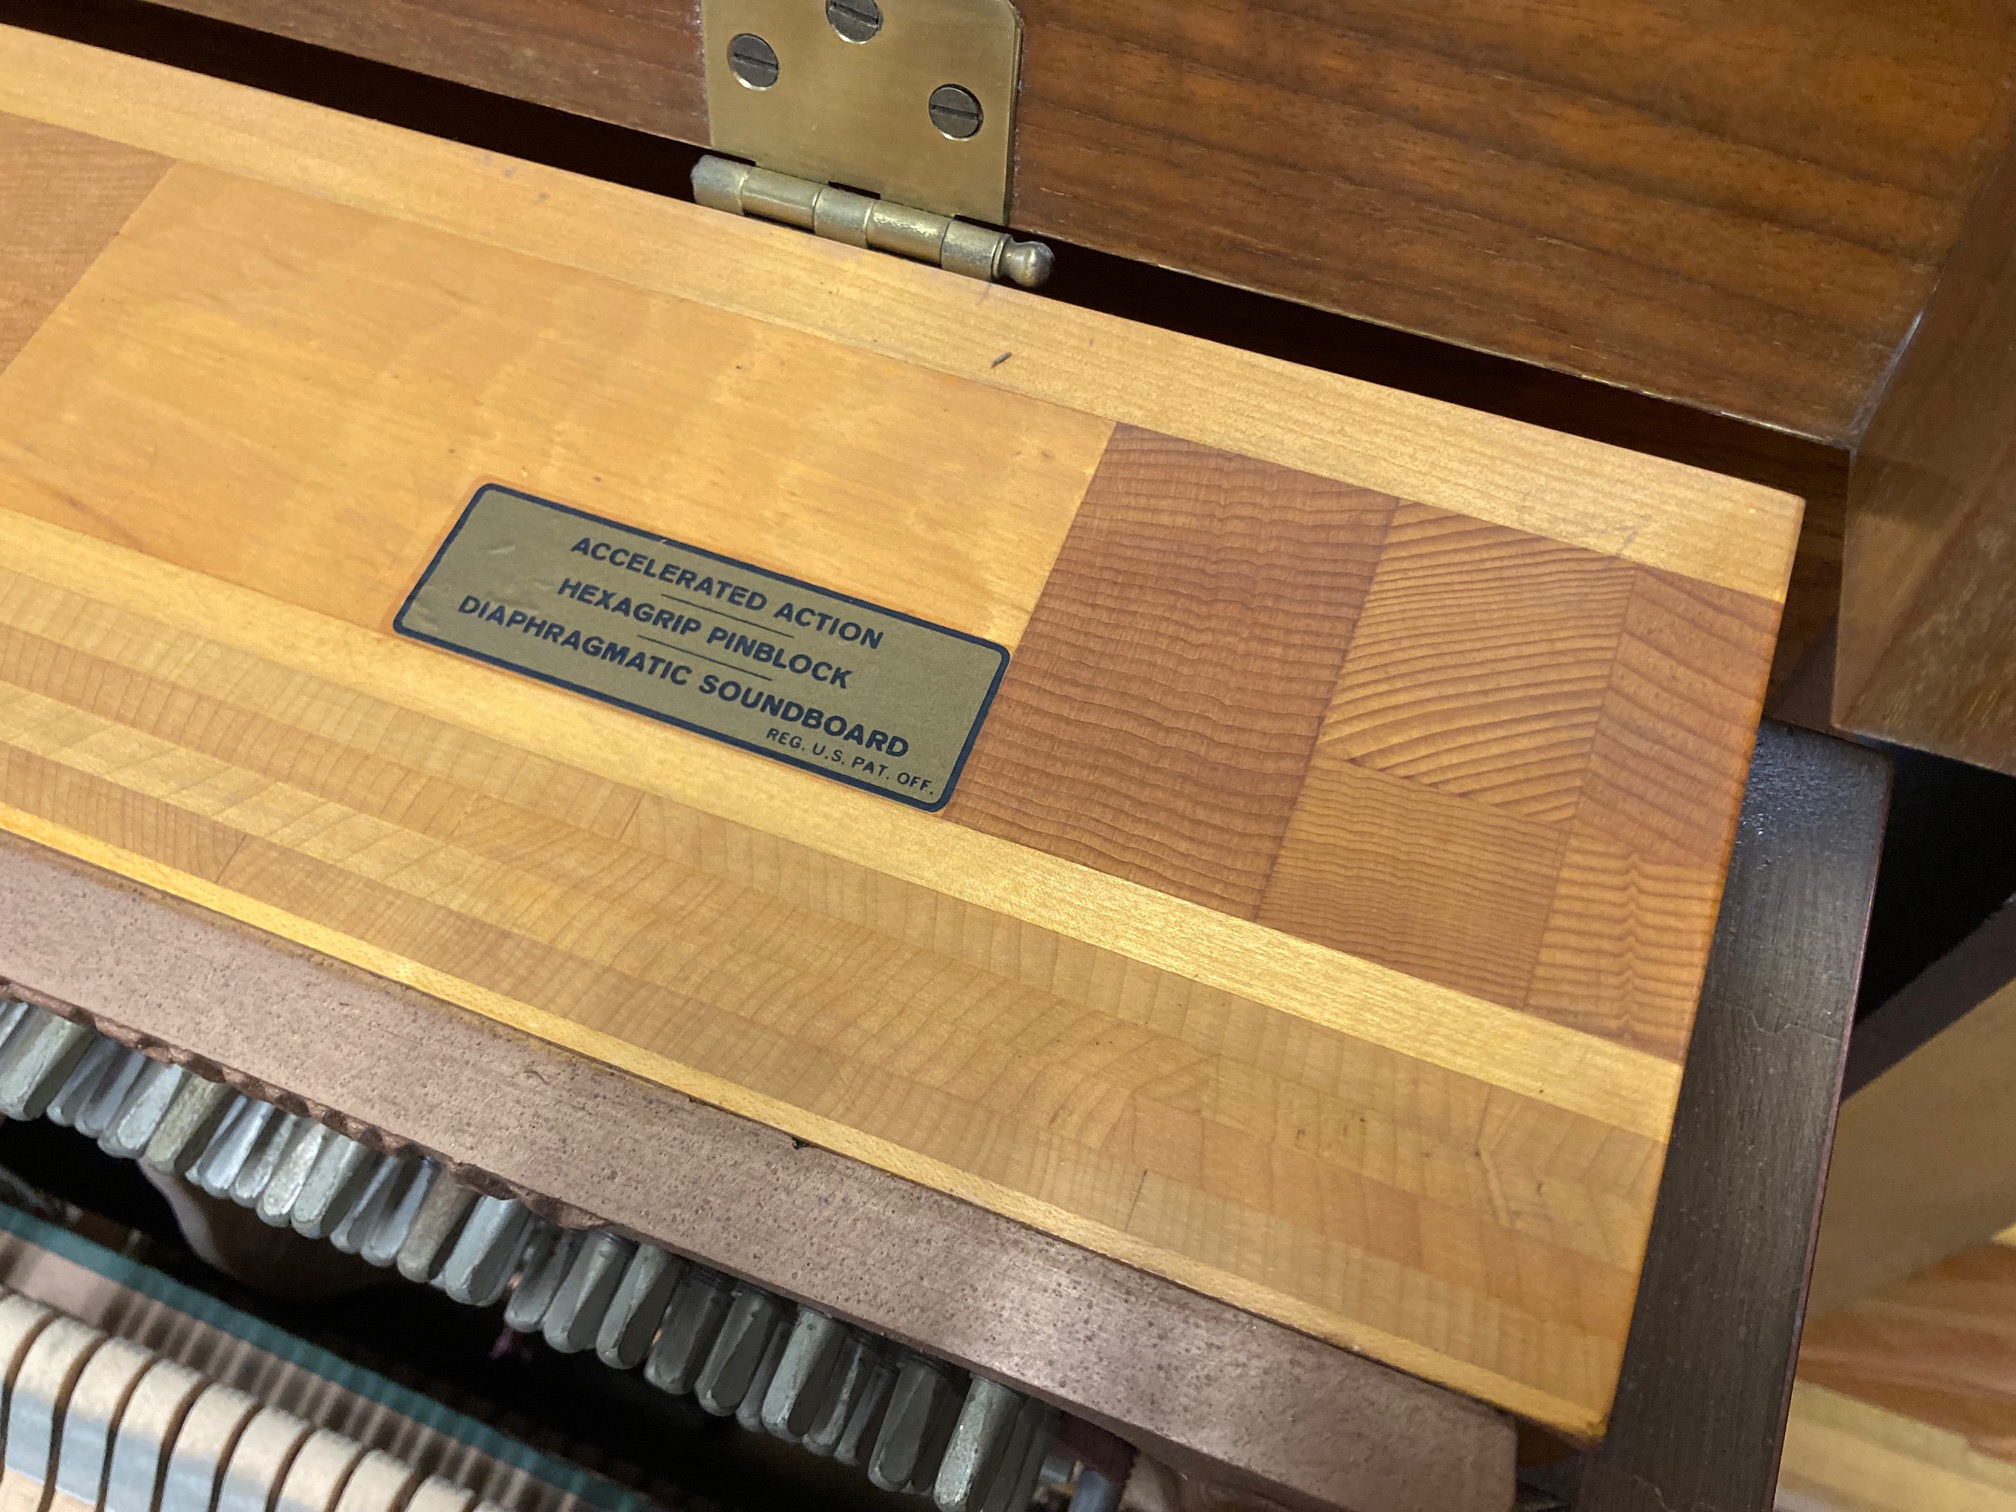 ACCELERATED ACTION
HEXAGRIP PINBLOCK
DIAPHRAGMATIC SOUNDBOARD
REG. U.S. PAT. OFF.